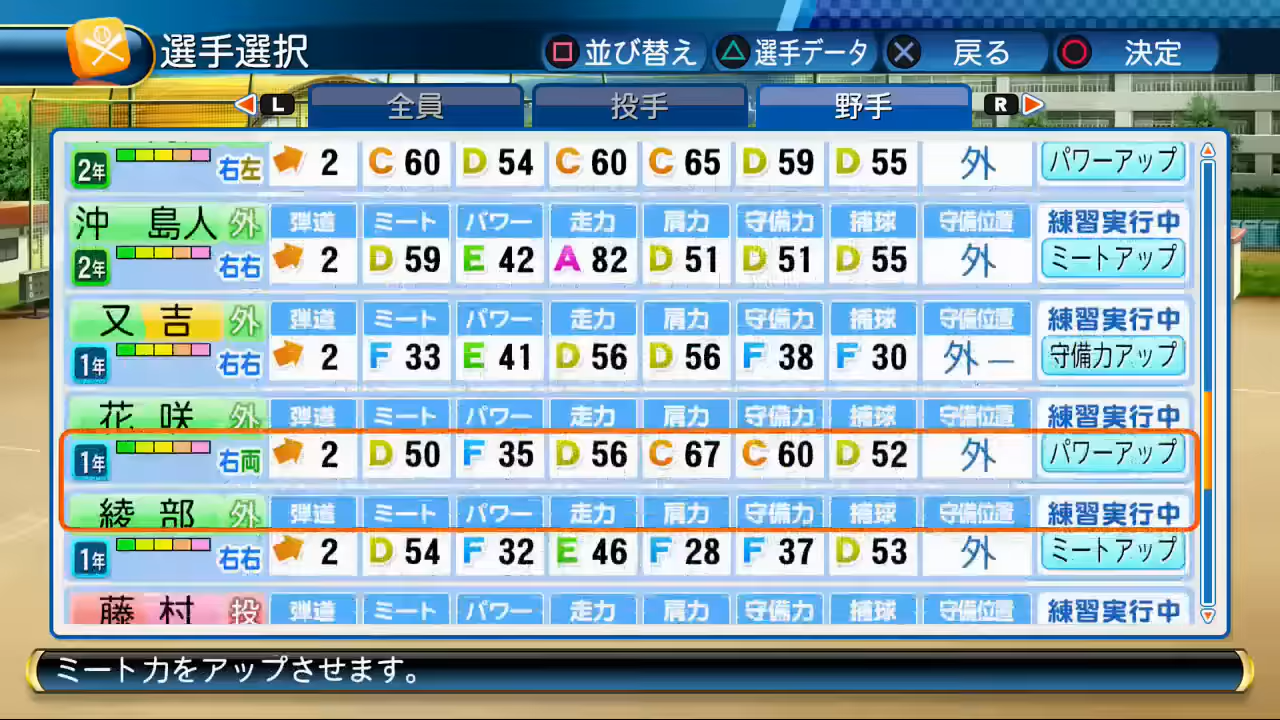 選手選択 並び替え 選手データ 戻る 決定
L 全員 投手 野手 R
2年 右左 2 C 60 D 54 C 60 C 65 D 59 D 55 外 パワーアップ
沖 島人 外 弾道 ミート パワー 走力 肩力 守備力 捕球 守備位置 練習実行中
2年 右右 2 D 59 E 42 A 82 D 51 D 51 D 55 外 ミートアップ
又吉 外 弾道 ミート パワー 走力 肩力 守備力 捕球 守備位置 練習実行中
1年 右右 2 F 33 E 41 D 56 D 56 F 38 F 30 外一 守備力アップ
花咲 外 弾道 ミート パワー 走力 肩力 守備力 捕球 守備位置 練習実行中
1年 右両 2 D 50 F 35 D 56 C 67 C 60 D 52 外 パワーアップ
綾部 外 弾道 ミート パワー 走力 肩力 守備力 捕球 守備位置 練習実行中
1年 右右 2 D 54 F 32 E 46 F 28 F 37 D 53 外 ミートアップ
藤村 投 弾道 ミート パワー 走力 肩力 守備力 捕球 守備位置 練習実行中
ミート力をアップさせます。